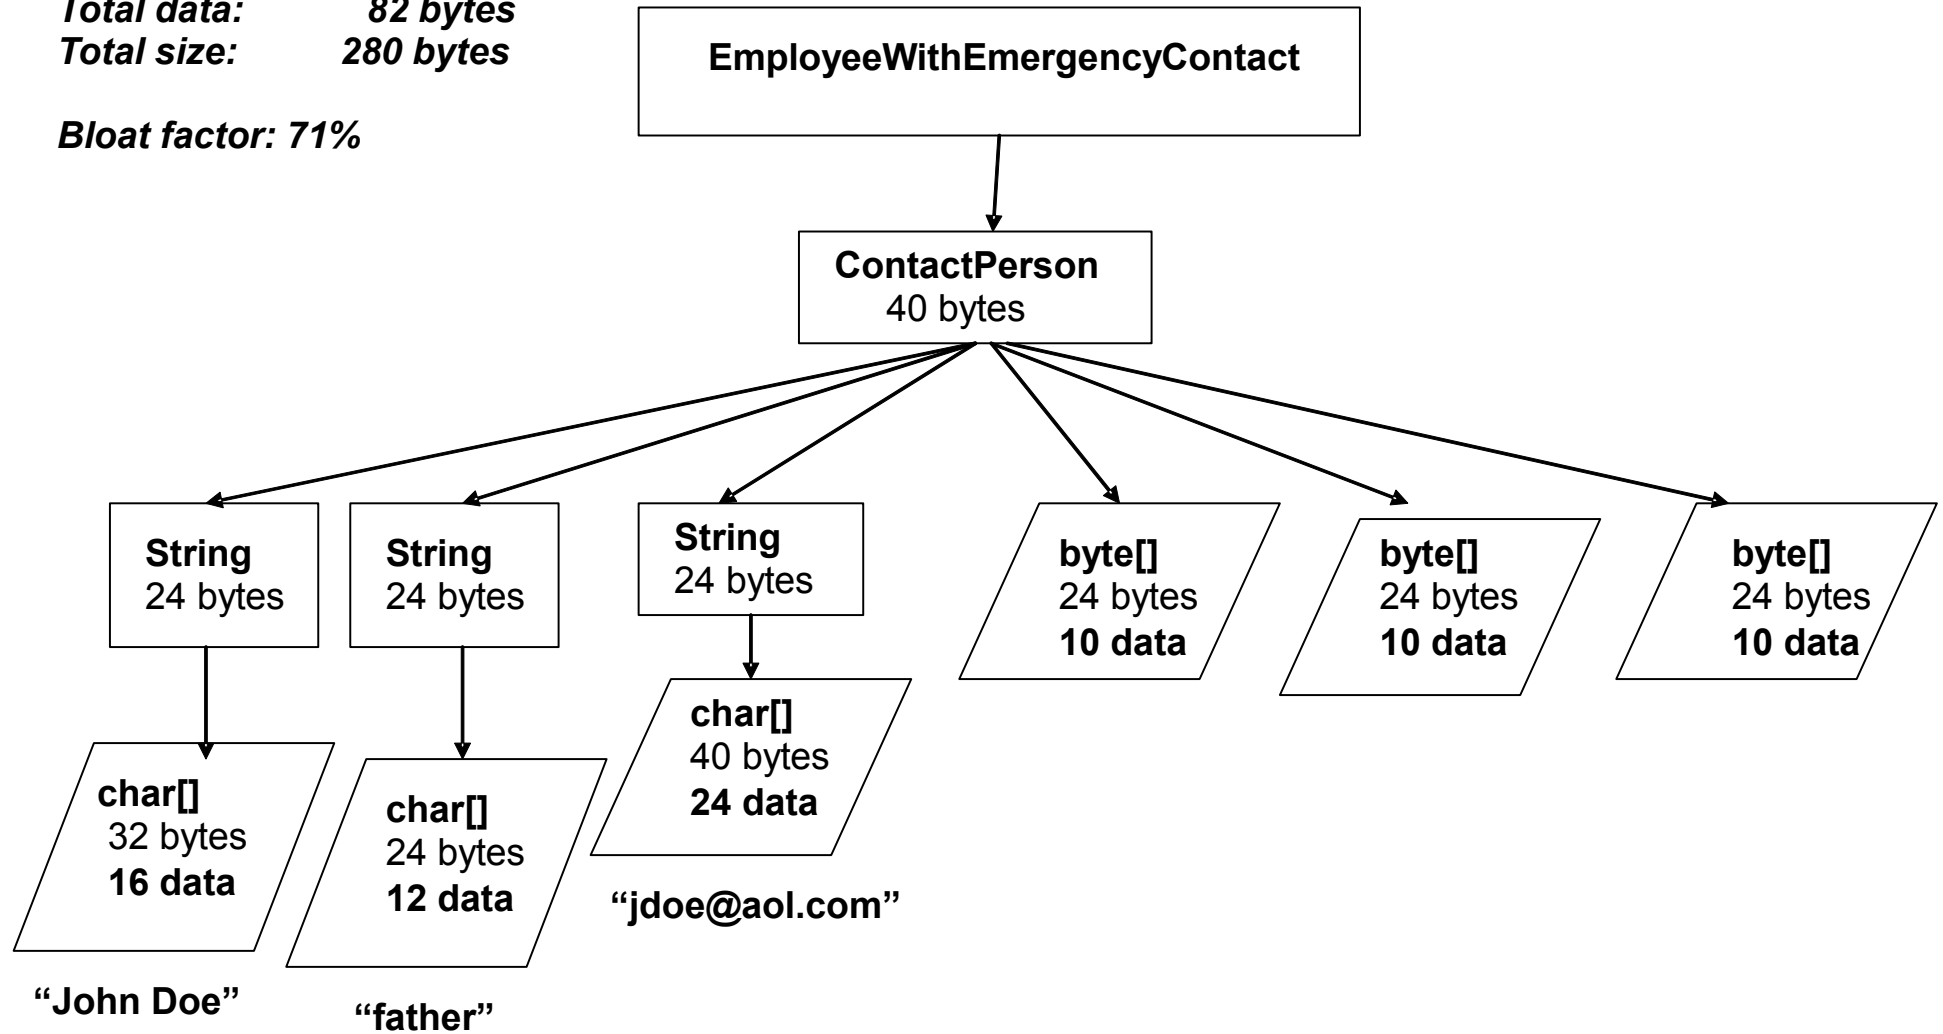 Total data: 82 bytes
Total size: 280 bytes
Bloat factor: 71%
EmployeeWithEmergencyContact
ContactPerson
40 bytes
String
24 bytes
String
24 bytes
String
24 bytes
byte[]
24 bytes
10 data
byte[]
24 bytes
10 data
byte[]
24 bytes
10 data
char[]
32 bytes
16 data
“John Doe”
char[]
24 bytes
12 data
“father”
char[]
40 bytes
24 data
“jdoe@aol.com”